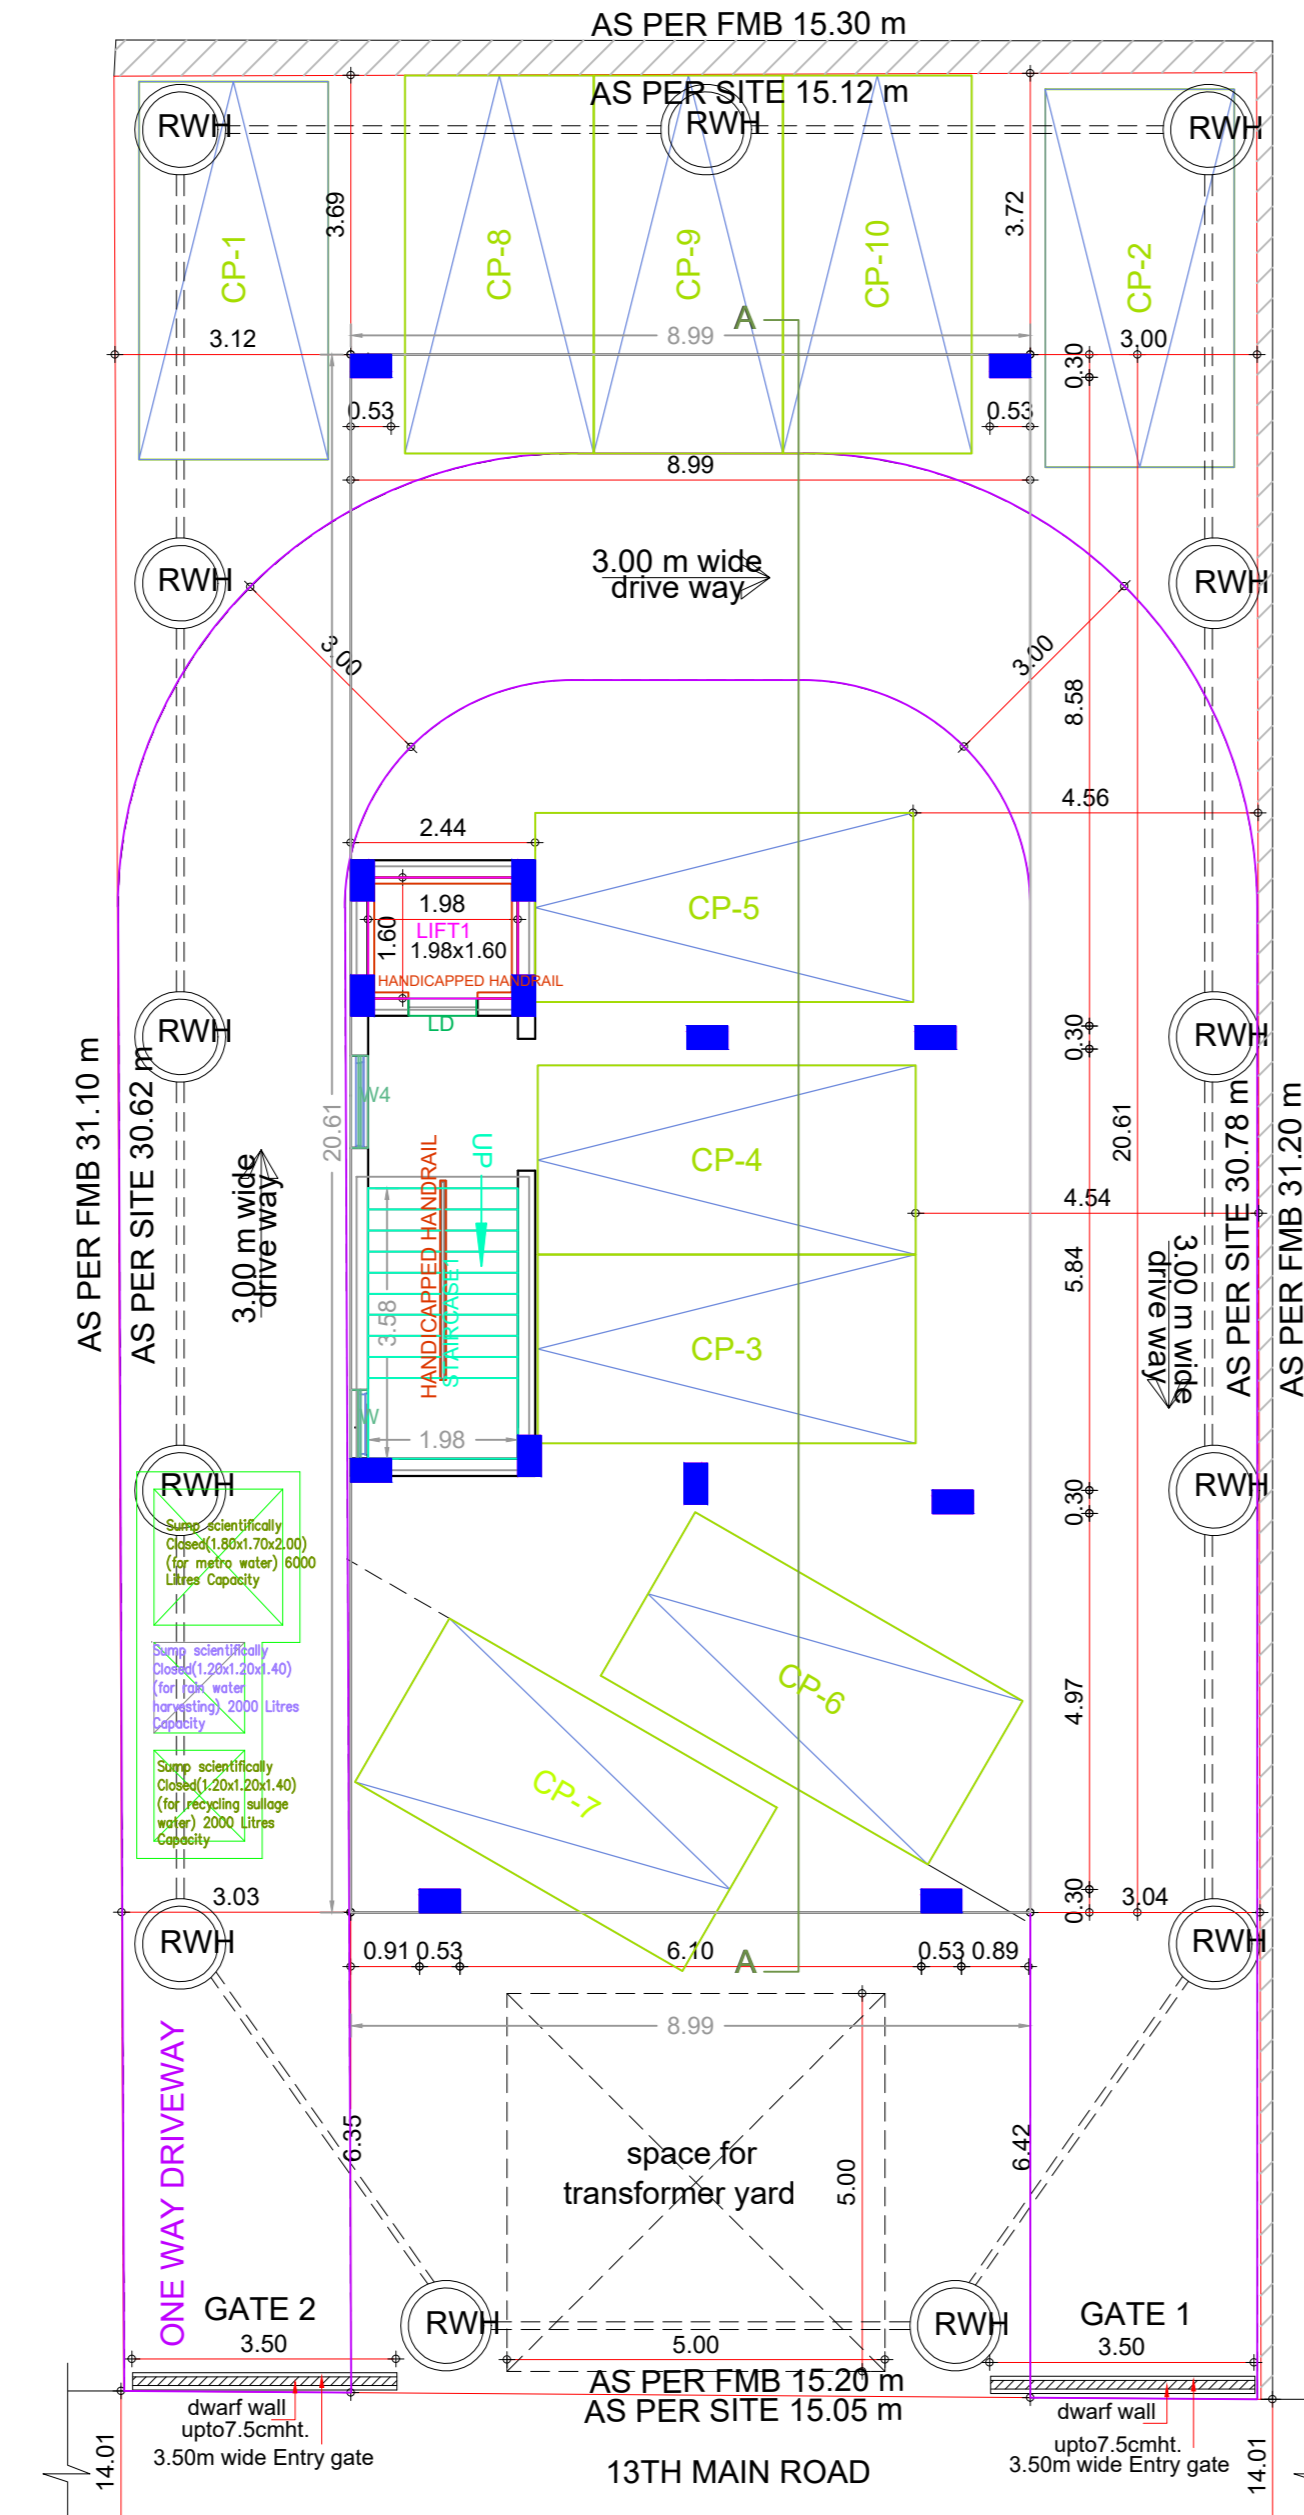 AS PER FMB 15.30 m
AS PER SITE 15.12 m
RWH
RWH
RWH
3.69
3.72
CP-1
CP-8
CP-9
CP-10
CP-2
A
3.12
8.99
0.30
3.00
0.53
0.53
8.99
3.00 m wide
drive way
RWH
RWH
3.00
3.00
8.58
4.56
2.44
CP-5
1.98
1.60
LIFT1
1.98x1.60
HANDICAPPED HANDRAIL
LD
RWH
RWH
0.30
AS PER FMB 31.10 m
AS PER SITE 30.62 m
W4
20.61
UP
HANDICAPPED HANDRAIL
STAIRCASE1
CP-4
20.61
AS PER SITE 30.78 m
AS PER FMB 31.20 m
3.00 m wide
drive way
4.54
5.84
3.00 m wide
drive way
3.58
CP-3
W
1.98
RWH
RWH
0.30
Sump scientifically
Closed(1.80x1.70x2.00)
(for metro water) 6000
Litres Capacity
Sump scientifically
Closed(1.20x1.20x1.40)
(for rain water
harvesting) 2000 Litres
Capacity
CP-6
4.97
Sump scientifically
Closed(1.20x1.20x1.40)
(for recycling sullage
water) 2000 Litres
Capacity
CP-7
3.03
0.30
3.04
RWH
RWH
0.91
0.53
6.10
0.53
0.89
A
8.99
ONE WAY DRIVEWAY
6.35
space for
transformer yard
5.00
6.42
GATE 2
3.50
RWH
RWH
GATE 1
3.50
5.00
AS PER FMB 15.20 m
AS PER SITE 15.05 m
dwarf wall
upto7.5cmht.
3.50m wide Entry gate
dwarf wall
upto7.5cmht.
3.50m wide Entry gate
14.01
13TH MAIN ROAD
14.01